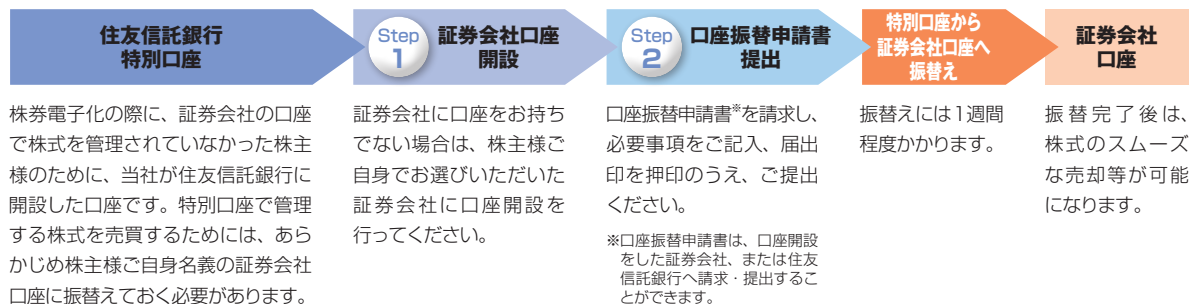 住友信託銀行
特別口座
株券電子化の際に、証券会社の口座
で株式を管理されていなかった株主
様のために、当社が住友信託銀行に
開設した口座です。特別口座で管理
する株式を売買するためには、あら
かじめ株主様ご自身名義の証券会社
口座に振替えておく必要があります。
Step
1
証券会社口座
開設
証券会社に口座をお持ち
でない場合は、株主様ご
自身でお選びいただいた
証券会社に口座開設を
行ってください。
Step
2
口座振替申請書
提出
口座振替申請書※を請求し、
必要事項をご記入、届出
印を押印のうえ、ご提出
ください。
※口座振替申請書は、口座開設
をした証券会社、または住友
信託銀行へ請求・提出するこ
とができます。
特別口座から
証券会社口座へ
振替え
振替えには1週間
程度かかります。
証券会社
口座
振替完了後は、
株式のスムーズ
な売却等が可能
になります。